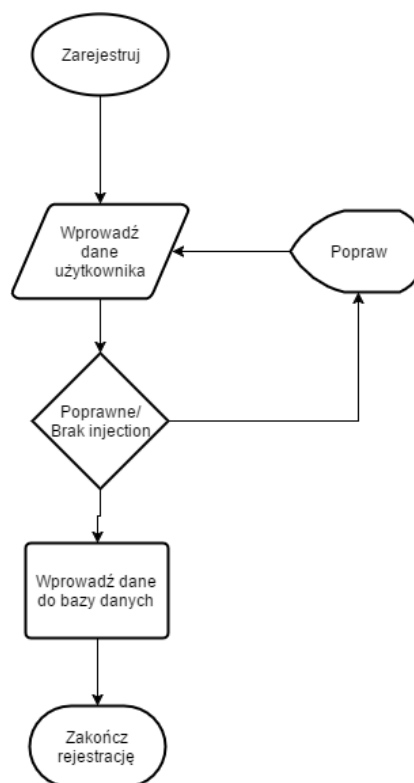 Zarejestruj
Wprowadź
dane
użytkownika
Popraw
Poprawne/
Brak injection
Wprowadź dane
do bazy danych
Zakończ
rejestrację